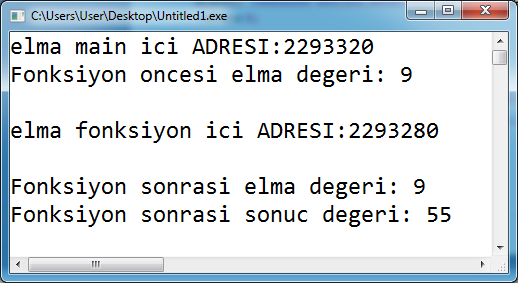 C:\Users\User\Desktop\Untitled1.exe
elma main ici ADRESI:2293320
Fonksiyon oncesi elma degeri: 9
elma fonksiyon ici ADRESI:2293280
Fonksiyon sonrasi elma degeri: 9
Fonksiyon sonrasi sonuc degeri: 55